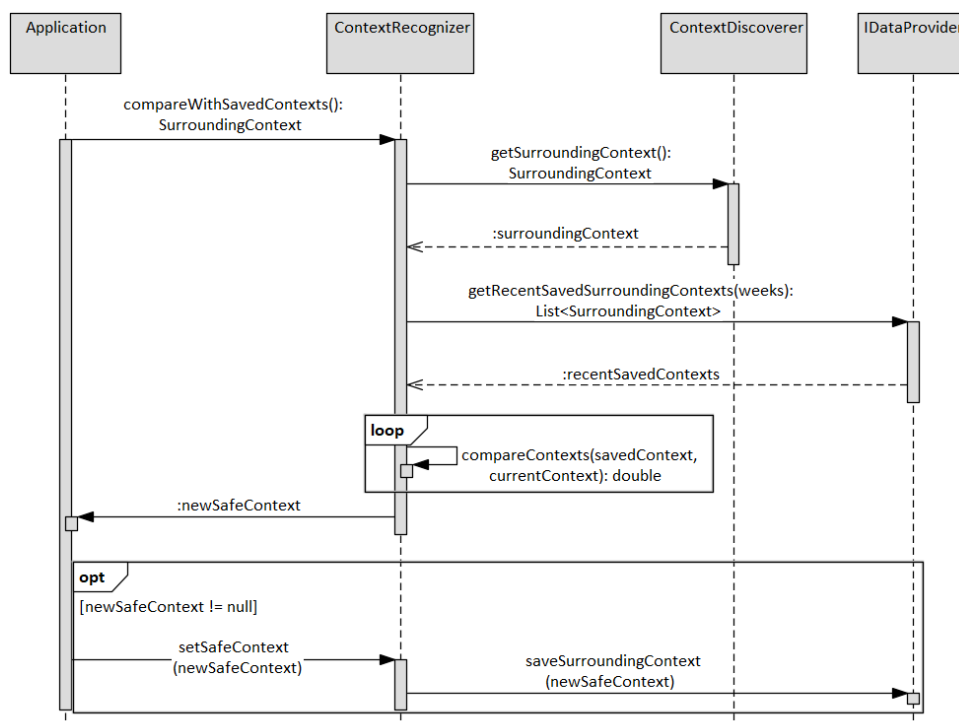 Application
ContextRecognizer
ContextDiscoverer
IDataProvider
compareWithSavedContexts():
SurroundingContext
getSurroundingContext():
SurroundingContext
:surroundingContext
getRecentSavedSurroundingContexts(weeks):
List<SurroundingContext>
:recentSavedContexts
loop
compareContexts(savedContext,
currentContext): double
:newSafeContext
opt
[newSafeContext != null]
setSafeContext
(newSafeContext)
saveSurroundingContext
(newSafeContext)